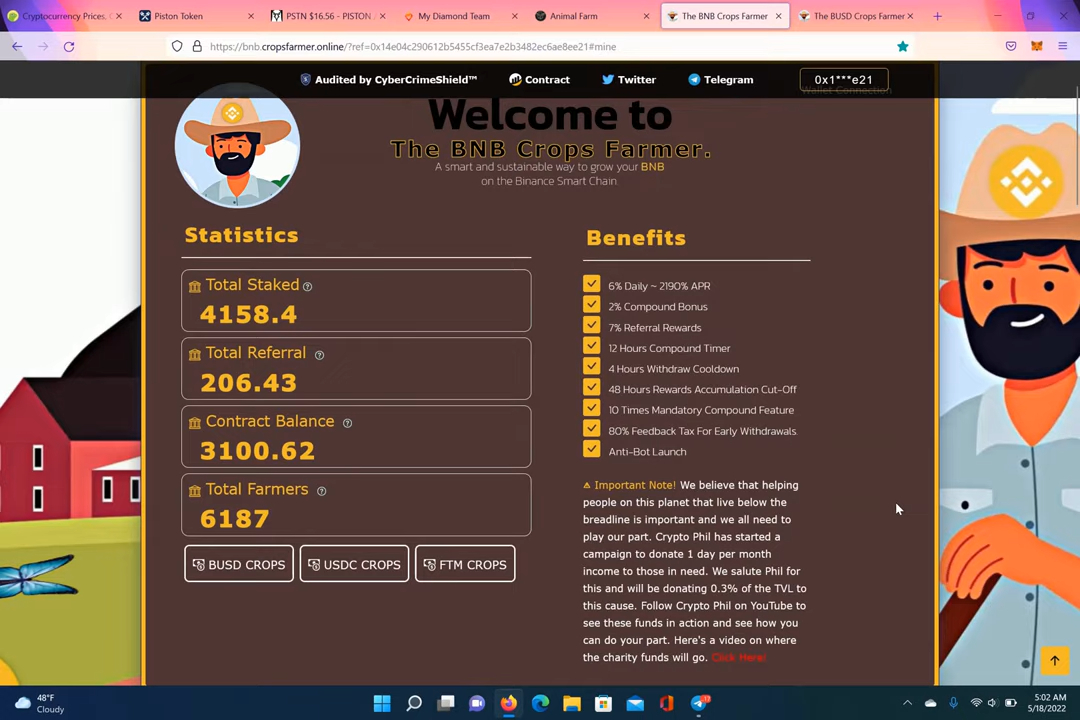 Cryptocurrency Prices, C
Piston Token
PSTN $16.56 - PISTON
My Diamond Team
Animal Farm
The BNB Crops Farmer
The BUSD Crops Farmer
https://bnb.cropsfarmer.online/?ref=0x14e04c290612b5455cf3ea7e2b3482ec6ae8ee21#mine
Audited by CyberCrimeShield™ Contract Twitter Telegram 0x1***e21
Wallet Connection
Welcome to
The BNB Crops Farmer.
A smart and sustainable way to grow your BNB
on the Binance Smart Chain.
Statistics
Total Staked
4158.4
Total Referral
206.43
Contract Balance
3100.62
Total Farmers
6187
BUSD CROPS USDC CROPS FTM CROPS
Benefits
6% Daily ~ 2190% APR
2% Compound Bonus
7% Referral Rewards
12 Hours Compound Timer
4 Hours Withdraw Cooldown
48 Hours Rewards Accumulation Cut-Off
10 Times Mandatory Compound Feature
80% Feedback Tax For Early Withdrawals.
Anti-Bot Launch
Important Note! We believe that helping
people on this planet that live below the
breadline is important and we all need to
play our part. Crypto Phil has started a
campaign to donate 1 day per month
income to those in need. We salute Phil for
this and will be donating 0.3% of the TVL to
this cause. Follow Crypto Phil on YouTube to
see these funds in action and see how you
can do your part. Here's a video on where
the charity funds will go. Click Here!
48°F
Cloudy
5:02 AM
5/18/2022